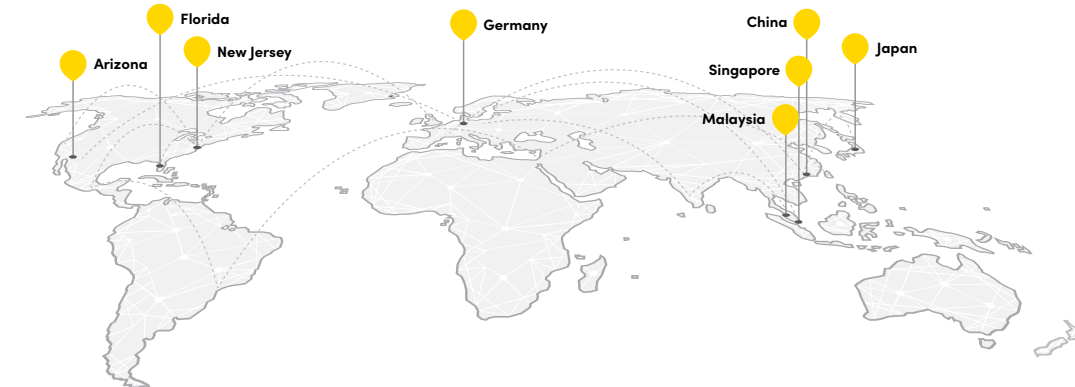 Florida
New Jersey
Arizona
Germany
China
Japan
Singapore
Malaysia